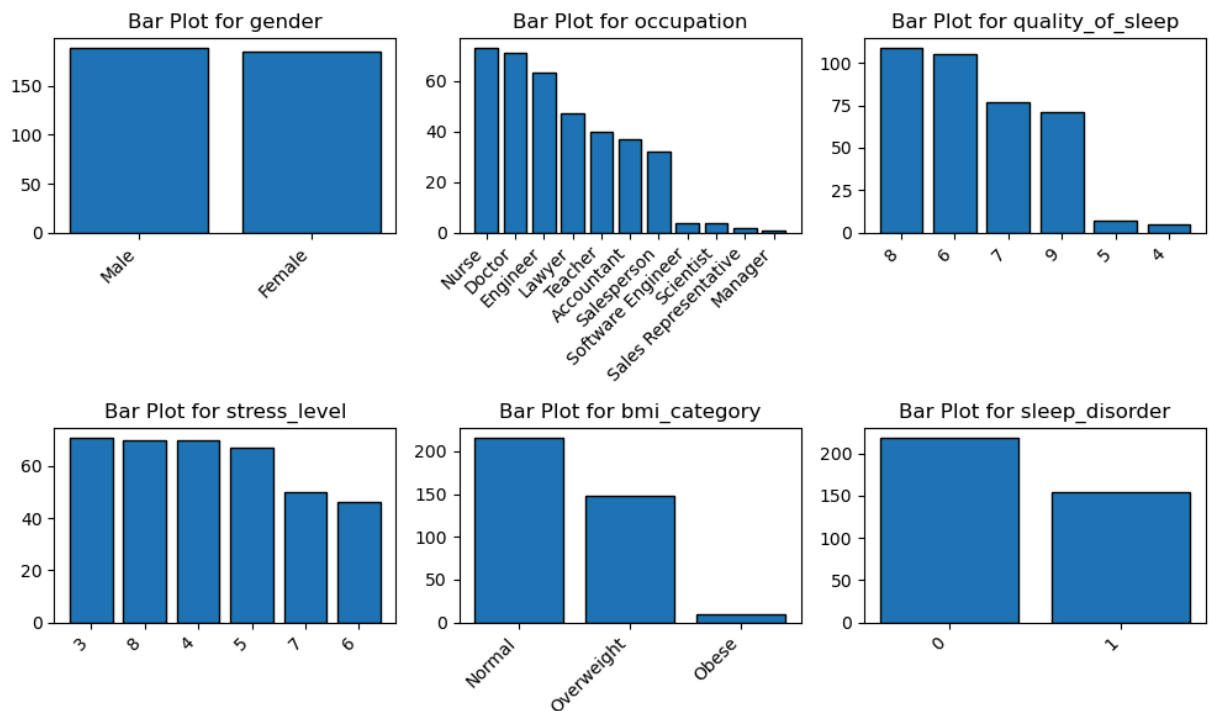 Bar Plot for gender
150
100
50
0
Male
Female
Bar Plot for occupation
60
40
20
0
Nurse
Doctor
Engineer
Lawyer
Teacher
Accountant
Salesperson
Software Engineer
Scientist
Sales Representative
Manager
Bar Plot for quality_of_sleep
100
75
50
25
0
8
6
7
9
5
4
Bar Plot for stress_level
60
40
20
0
3
8
4
5
7
6
Bar Plot for bmi_category
200
150
100
50
0
Normal
Overweight
Obese
Bar Plot for sleep_disorder
200
150
100
50
0
0
1